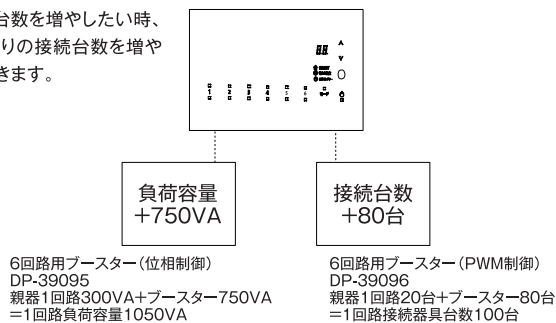 台数を増やしたい時、
りの接続台数を増や
きます。
1 2 3 4 5 6
負荷容量
+750VA
接続台数
+80台
6回路用ブースター(位相制御)
DP-39095
親器1回路300VA+ブースター750VA
=1回路負荷容量1050VA
6回路用ブースター(PWM制御)
DP-39096
親器1回路20台+ブースター80台
=1回路接続器具台数100台